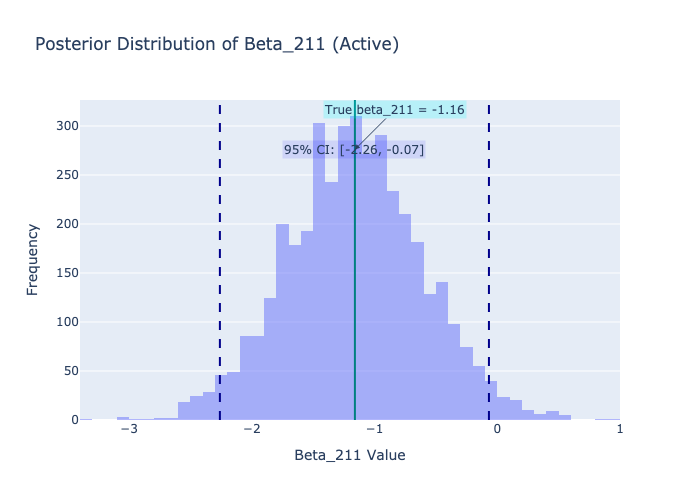 Posterior Distribution of Beta_211 (Active)
True beta_211 = -1.16
95% CI: [-2.26, -0.07]
300
250
200
150
100
50
0
Frequency
−3
−2
−1
0
1
Beta_211 Value